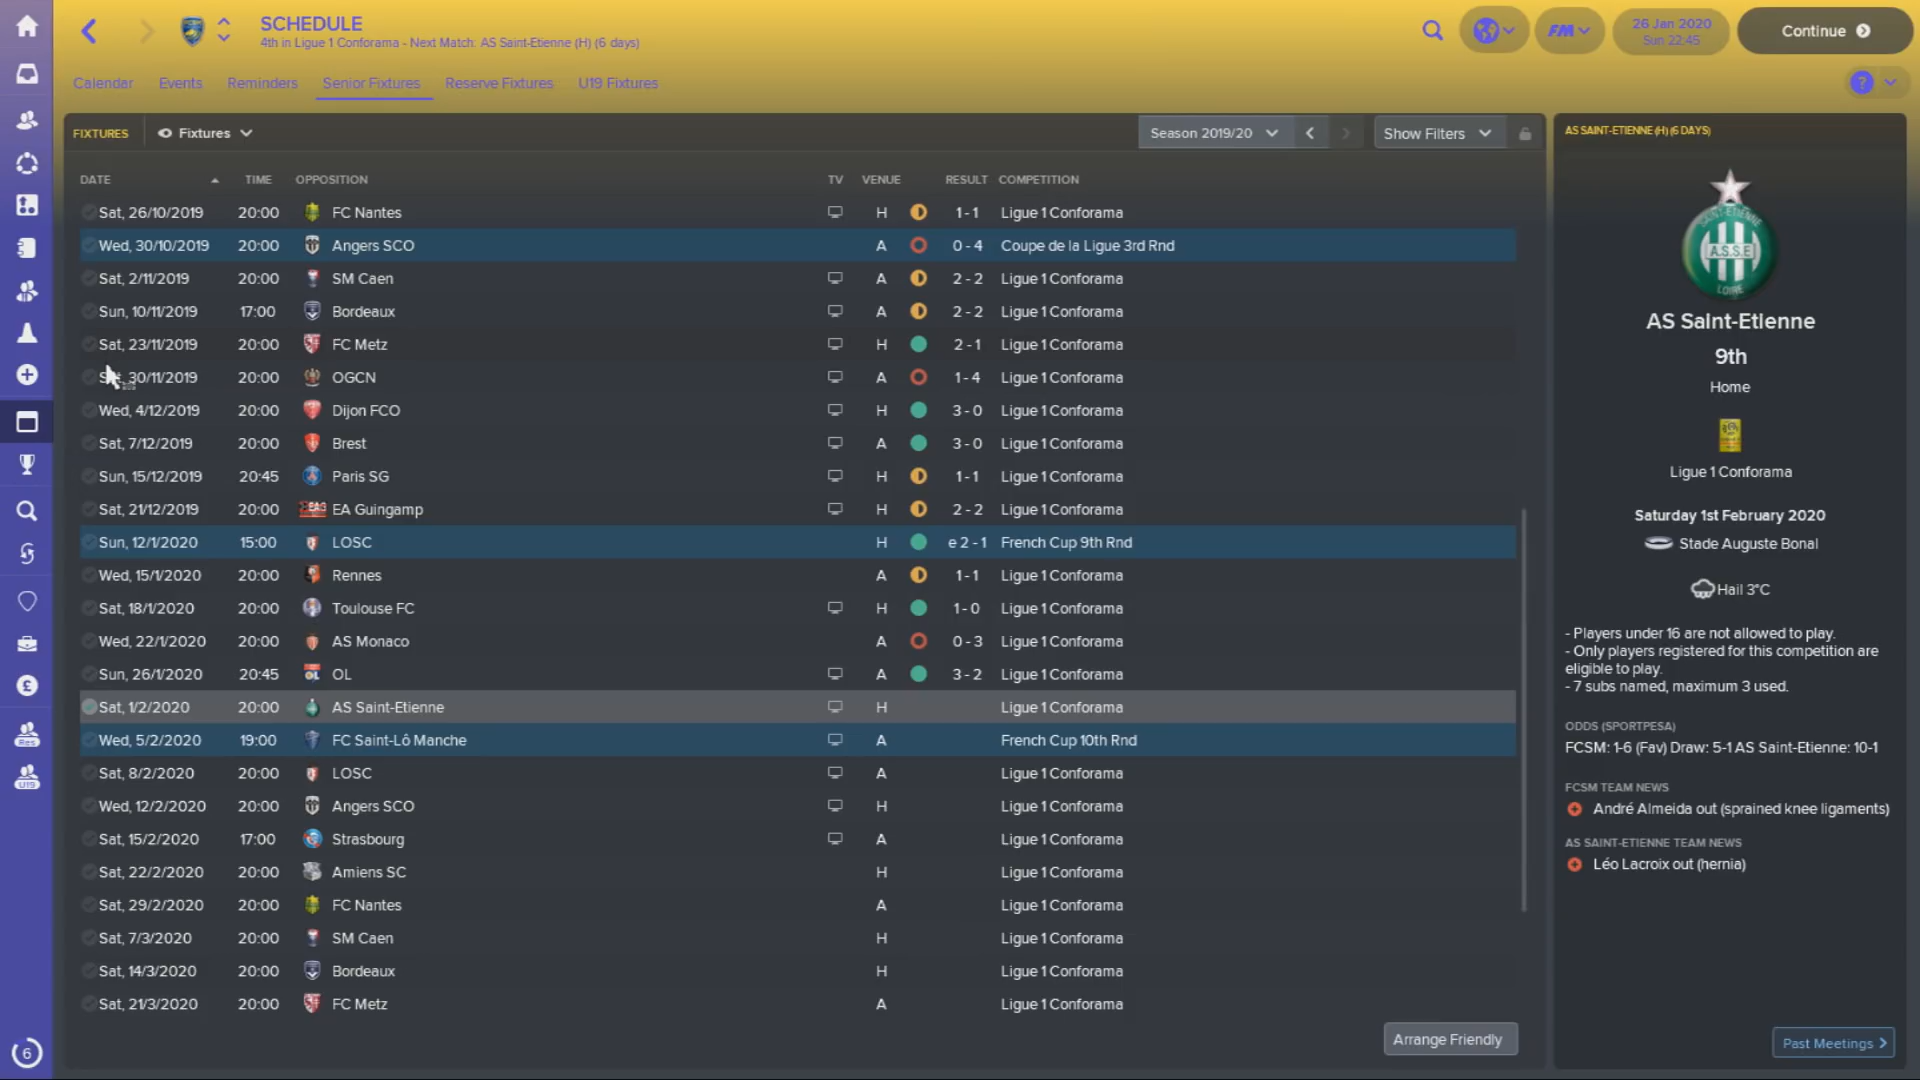 SCHEDULE
4th in Ligue 1 Conforama - Next Match: AS Saint-Etienne (H) (6 days)
FM
26 Jan 2020
Sun 22:45
Continue
Calendar Events Reminders Senior Fixtures Reserve Fixtures U19 Fixtures
?
FIXTURES Fixtures Season 2019/20 Show Filters
DATE TIME OPPOSITION TV VENUE RESULT COMPETITION
Sat, 26/10/2019 20:00 FC Nantes H 1 - 1 Ligue 1 Conforama
Wed, 30/10/2019 20:00 Angers SCO A 0 - 4 Coupe de la Ligue 3rd Rnd
Sat, 2/11/2019 20:00 SM Caen A 2 - 2 Ligue 1 Conforama
Sun, 10/11/2019 17:00 Bordeaux A 2 - 2 Ligue 1 Conforama
Sat, 23/11/2019 20:00 FC Metz H 2 - 1 Ligue 1 Conforama
30/11/2019 20:00 OGCN A 1 - 4 Ligue 1 Conforama
Wed, 4/12/2019 20:00 Dijon FCO H 3 - 0 Ligue 1 Conforama
Sat, 7/12/2019 20:00 Brest A 3 - 0 Ligue 1 Conforama
Sun, 15/12/2019 20:45 Paris SG H 1 - 1 Ligue 1 Conforama
Sat, 21/12/2019 20:00 EA Guingamp H 2 - 2 Ligue 1 Conforama
Sun, 12/1/2020 15:00 LOSC H e 2 - 1 French Cup 9th Rnd
Wed, 15/1/2020 20:00 Rennes A 1 - 1 Ligue 1 Conforama
Sat, 18/1/2020 20:00 Toulouse FC H 1 - 0 Ligue 1 Conforama
Wed, 22/1/2020 20:00 AS Monaco A 0 - 3 Ligue 1 Conforama
Sun, 26/1/2020 20:45 OL A 3 - 2 Ligue 1 Conforama
Sat, 1/2/2020 20:00 AS Saint-Etienne H Ligue 1 Conforama
Wed, 5/2/2020 19:00 FC Saint-Lô Manche A French Cup 10th Rnd
Sat, 8/2/2020 20:00 LOSC A Ligue 1 Conforama
Wed, 12/2/2020 20:00 Angers SCO H Ligue 1 Conforama
Sat, 15/2/2020 17:00 Strasbourg A Ligue 1 Conforama
Sat, 22/2/2020 20:00 Amiens SC H Ligue 1 Conforama
Sat, 29/2/2020 20:00 FC Nantes A Ligue 1 Conforama
Sat, 7/3/2020 20:00 SM Caen H Ligue 1 Conforama
Sat, 14/3/2020 20:00 Bordeaux H Ligue 1 Conforama
Sat, 21/3/2020 20:00 FC Metz A Ligue 1 Conforama
Arrange Friendly
AS SAINT-ETIENNE (H) (6 DAYS)
SAINT-ETIENNE
A.S.S.E
LOIRE
AS Saint-Etienne
9th
Home
Ligue 1 Conforama
Saturday 1st February 2020
Stade Auguste Bonal
Hail 3°C
- Players under 16 are not allowed to play.
- Only players registered for this competition are
eligible to play.
- 7 subs named, maximum 3 used.
ODDS (SPORTPESA)
FCSM: 1-6 (Fav) Draw: 5-1 AS Saint-Etienne: 10-1
FCSM TEAM NEWS
André Almeida out (sprained knee ligaments)
AS SAINT-ETIENNE TEAM NEWS
Léo Lacroix out (hernia)
Past Meetings
Res
U19
6